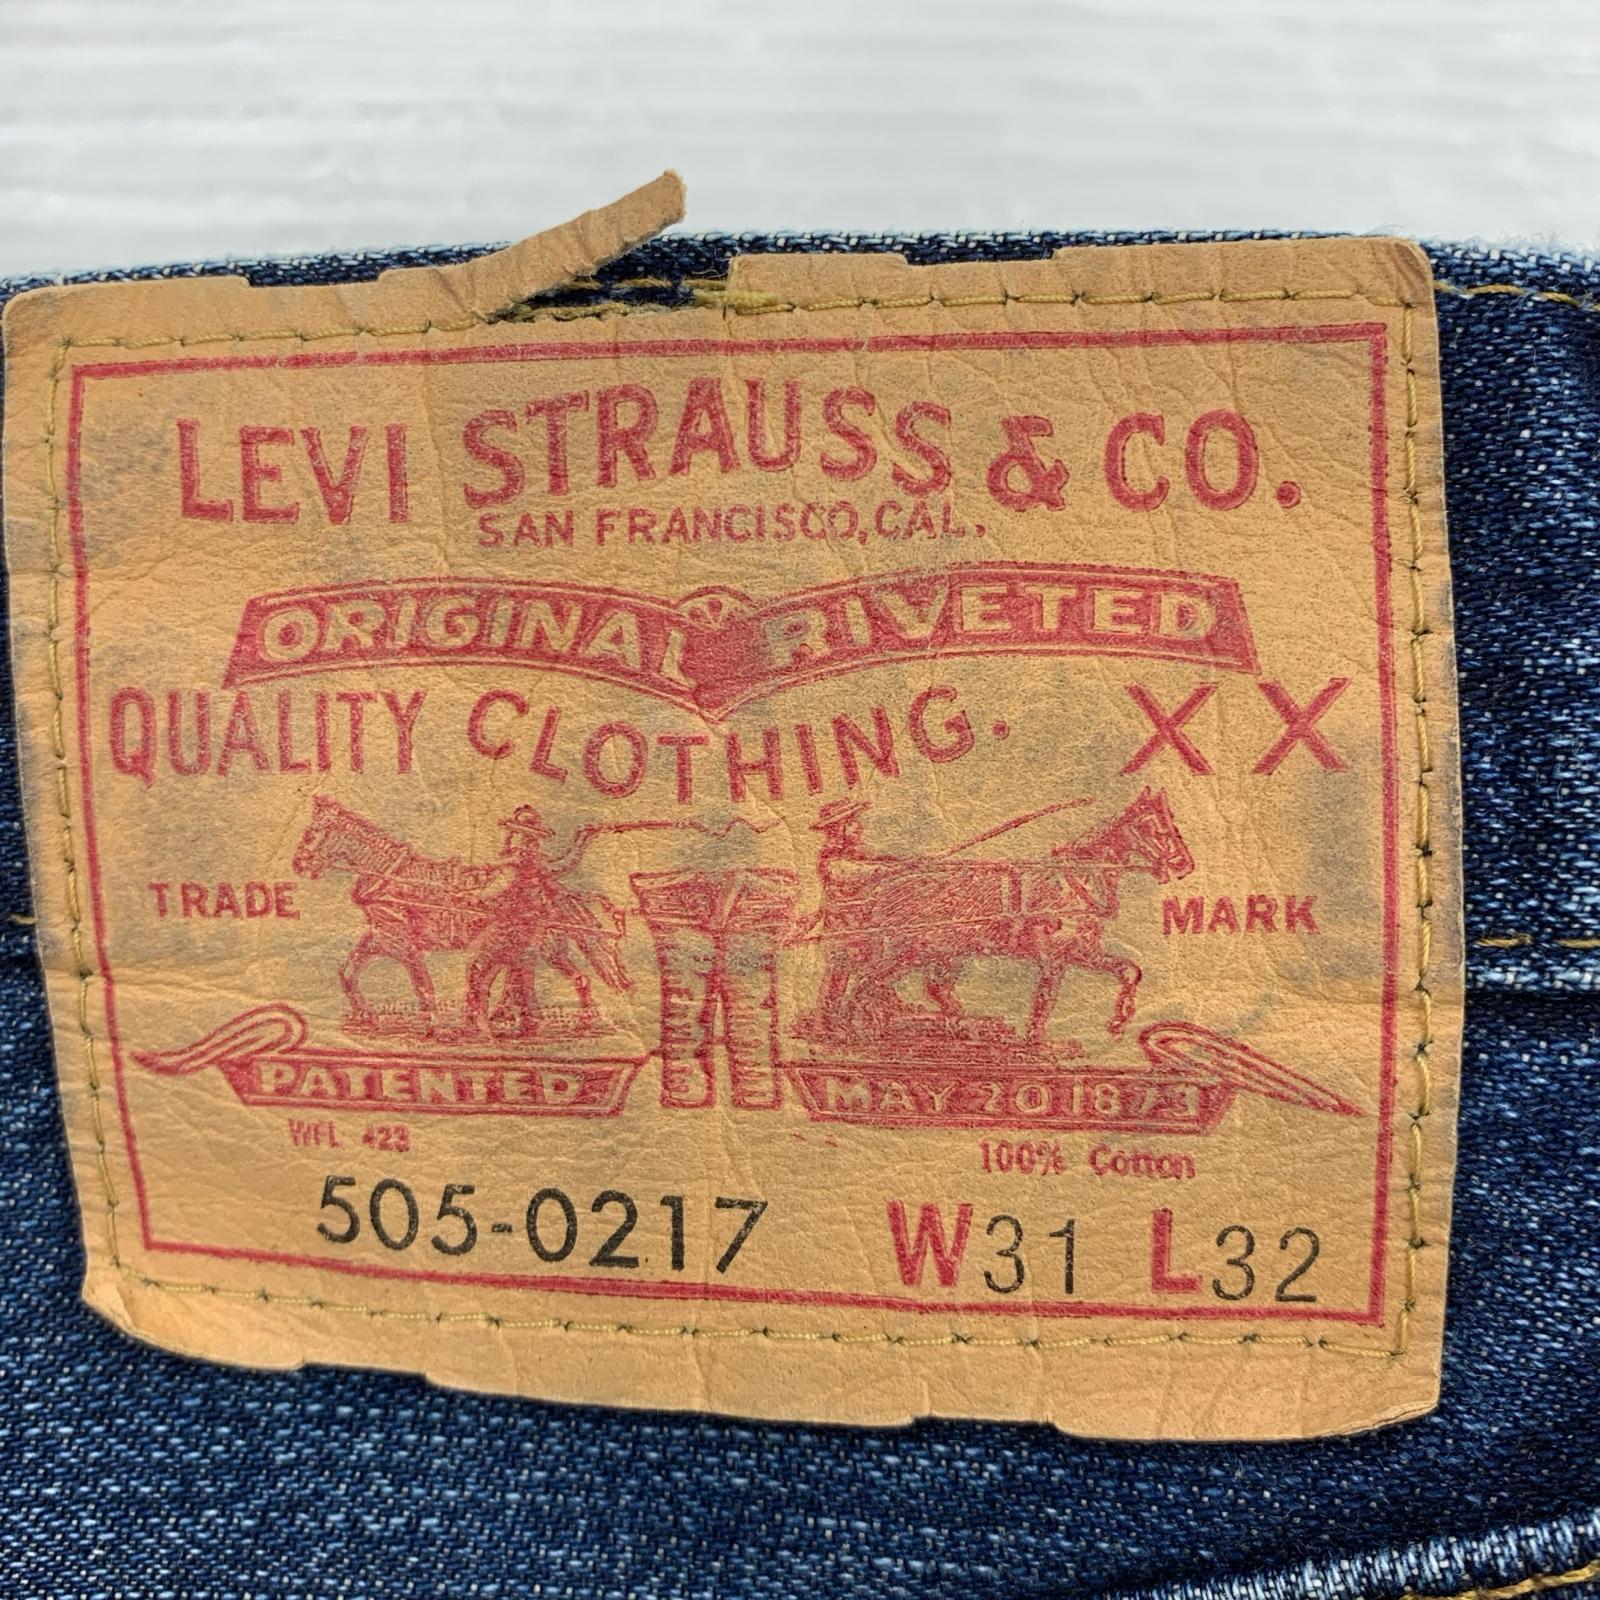 LEVI STRAUSS & CO.
SAN FRANCISCO, CAL.
ORIGINAL RIVETED
QUALITY CLOTHING. XX
TRADE MARK
PATENTED MAY 20 1873
WPL 423 100% Cotton
505-0217 W31 L32